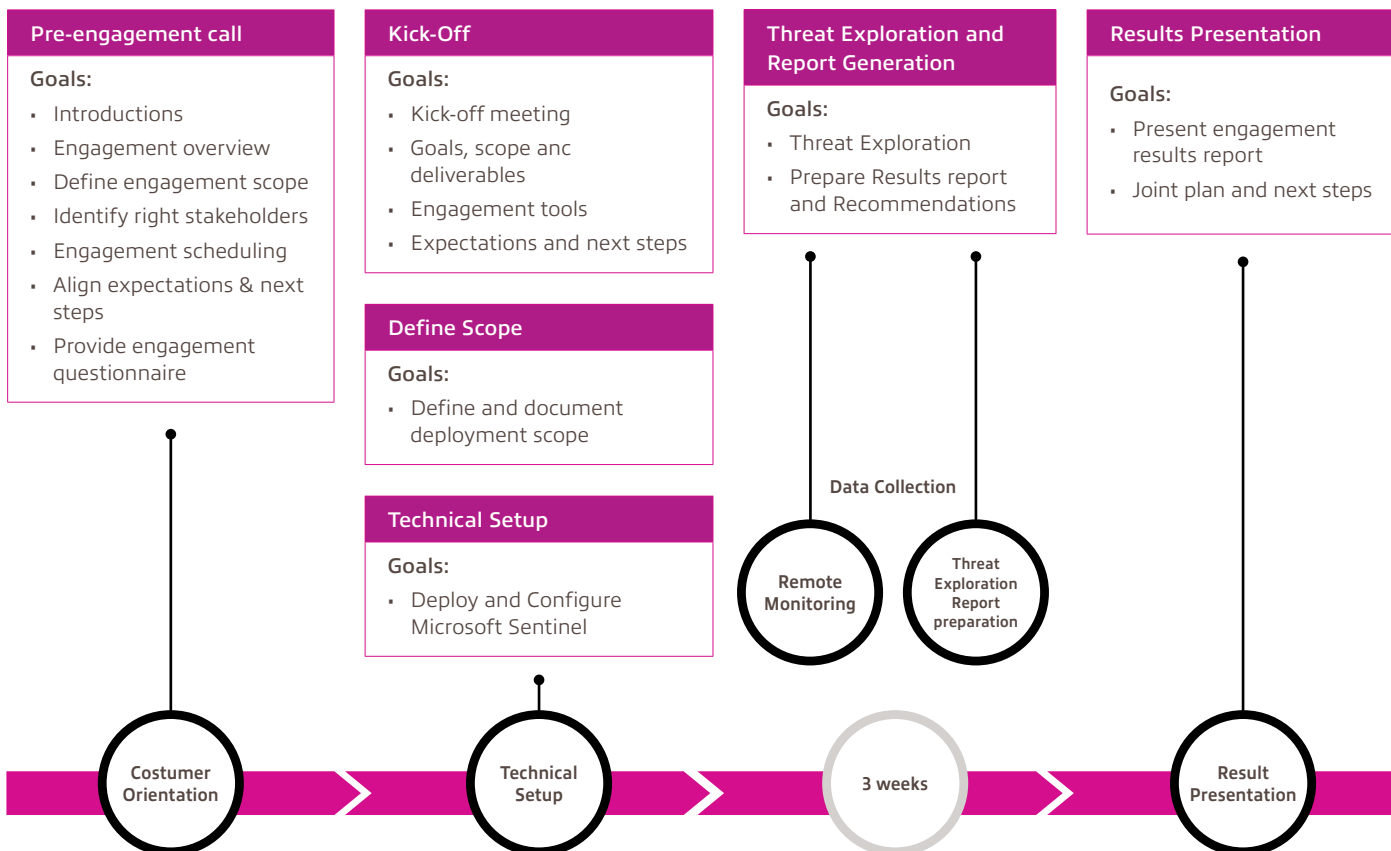 Pre-engagement call
Goals:
▪ Introductions
▪ Engagement overview
▪ Define engagement scope
▪ Identify right stakeholders
▪ Engagement scheduling
▪ Align expectations & next
steps
▪ Provide engagement
questionnaire
Kick-Off
Goals:
▪ Kick-off meeting
▪ Goals, scope anc
deliverables
▪ Engagement tools
▪ Expectations and next steps
Define Scope
Goals:
▪ Define and document
deployment scope
Technical Setup
Goals:
▪ Deploy and Configure
Microsoft Sentinel
Threat Exploration and
Report Generation
Goals:
▪ Threat Exploration
▪ Prepare Results report
and Recommendations
Results Presentation
Goals:
▪ Present engagement
results report
▪ Joint plan and next steps
Data Collection
Remote
Monitoring
Threat
Exploration
Report
preparation
Costumer
Orientation
Technical
Setup
3 weeks
Result
Presentation